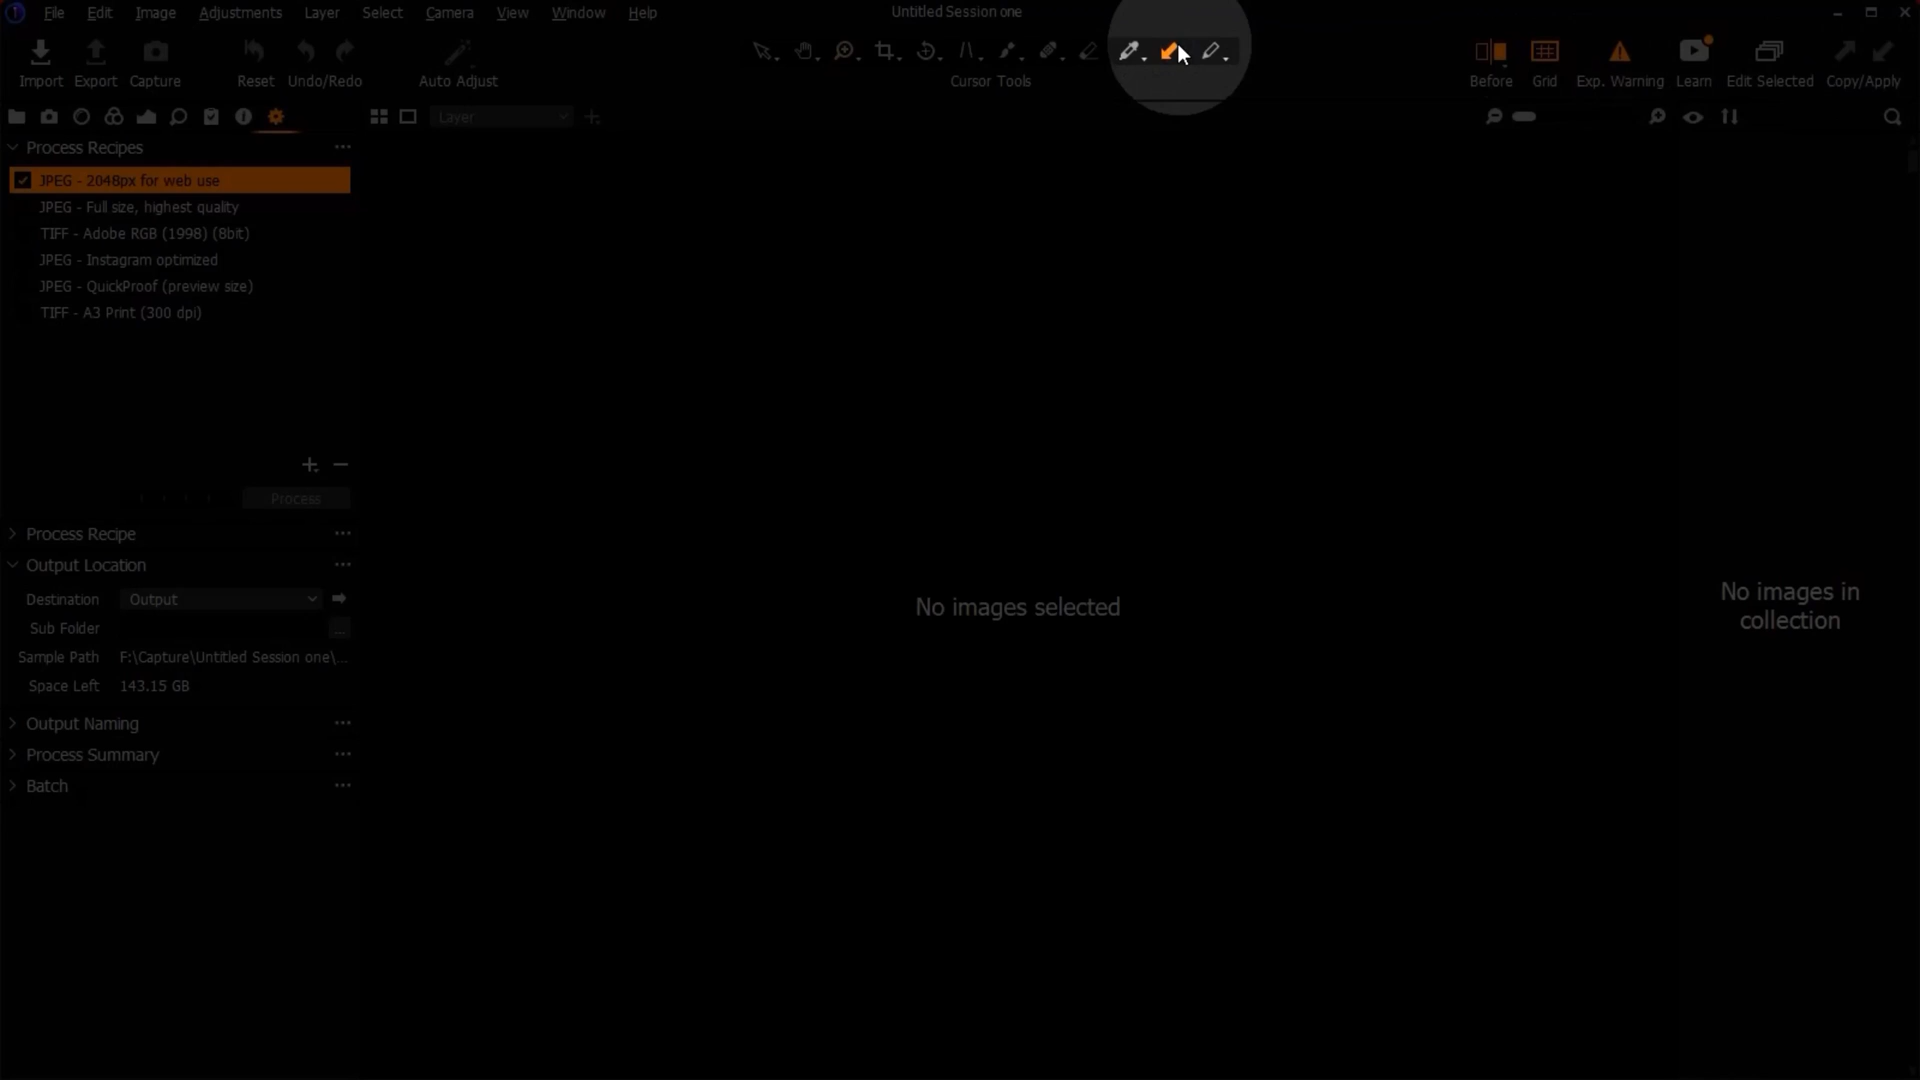 File Edit Image Adjustments Layer Select Camera View Window Help
Untitled Session one
Import Export Capture Reset Undo/Redo Auto Adjust
Cursor Tools
Before Grid Exp. Warning Learn Edit Selected Copy/Apply
Layer
Process Recipes
JPEG - 2048px for web use
JPEG - Full size, highest quality
TIFF - Adobe RGB (1998) (8bit)
JPEG - Instagram optimized
JPEG - QuickProof (preview size)
TIFF - A3 Print (300 dpi)
Process
Process Recipe
Output Location
Destination Output
Sub Folder ...
Sample Path F:\Capture\Untitled Session one\...
Space Left 143.15 GB
Output Naming
Process Summary
Batch
No images selected
No images in
collection